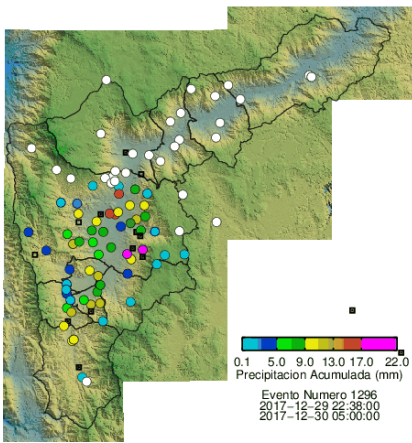 0.1 5.0 9.0 13.0 17.0 22.0
Precipitacion Acumulada (mm)
Evento Numero 1296
2017-12-29 22:38:00
2017-12-30 05:00:00